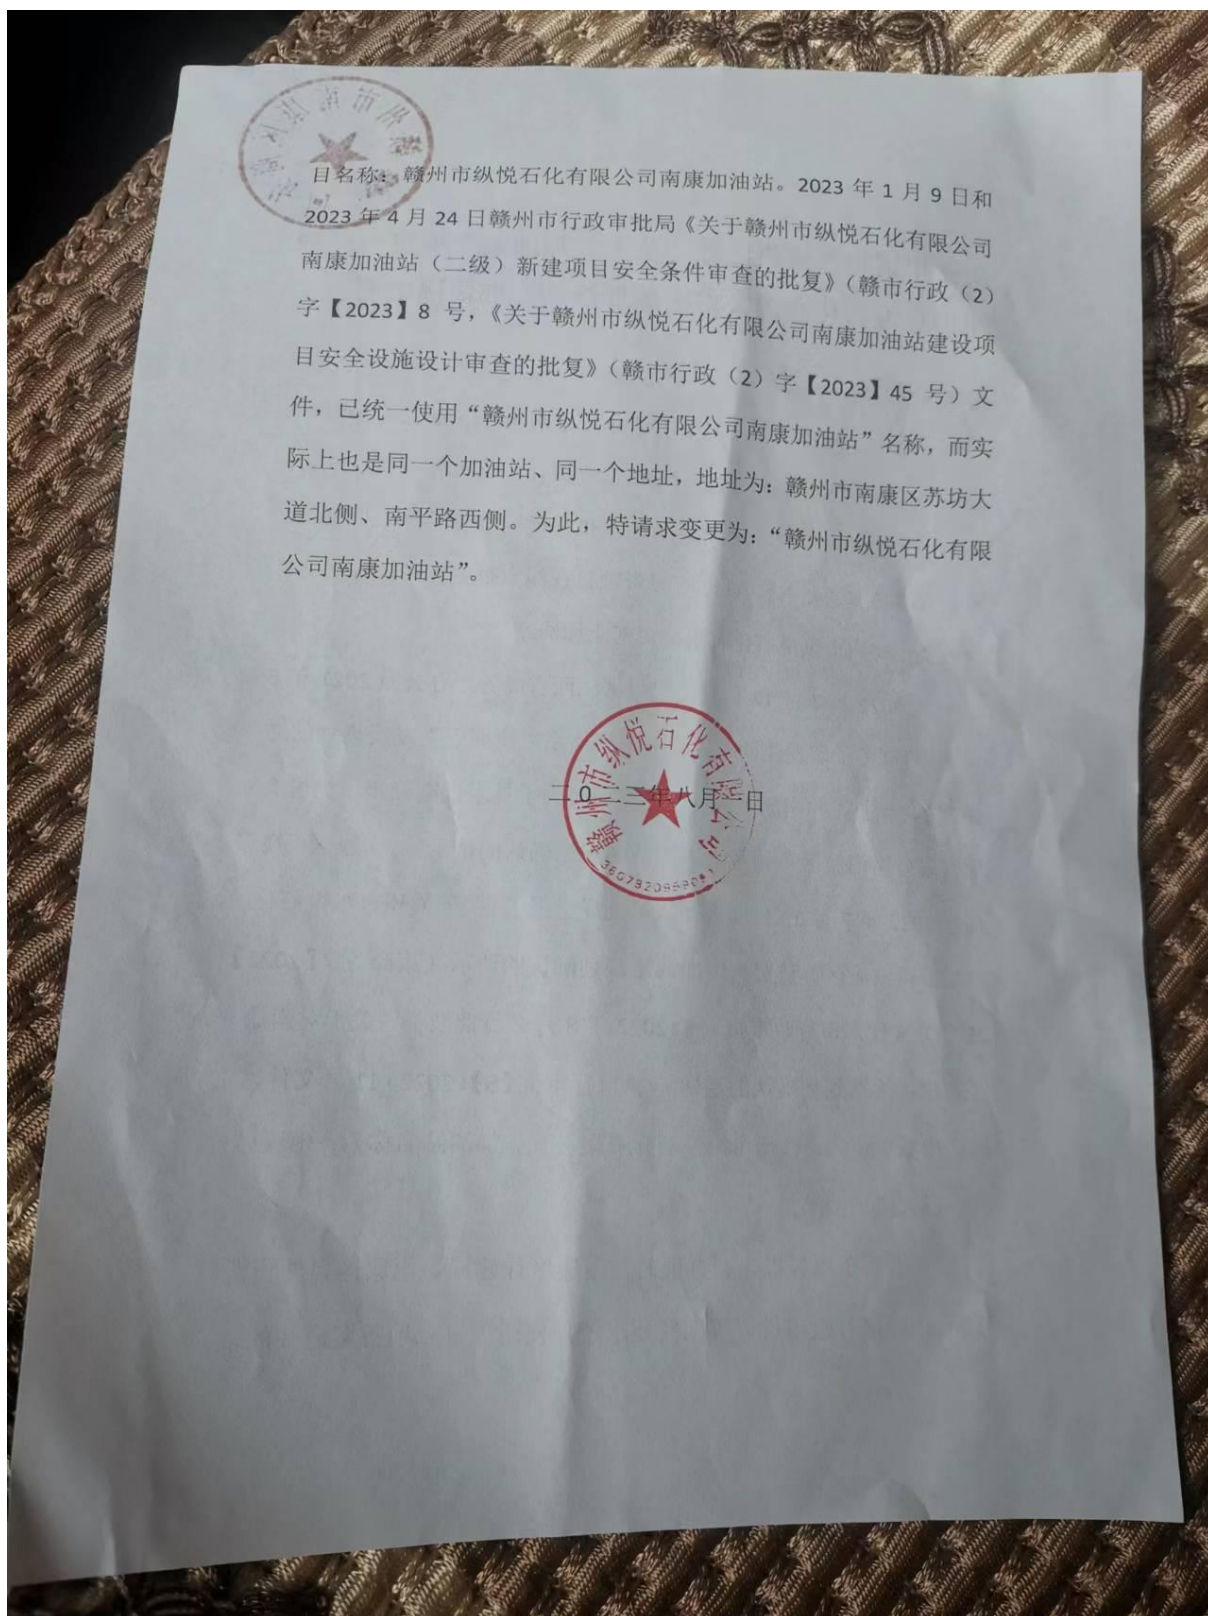 目名称：赣州市纵悦石化有限公司南康加油站。2023 年 1 月 9 日和
2023 年 4 月 24 日赣州市行政审批局《关于赣州市纵悦石化有限公司
南康加油站（二级）新建项目安全条件审查的批复》（赣市行政（2）
字【2023】8 号，《关于赣州市纵悦石化有限公司南康加油站建设项
目安全设施设计审查的批复》（赣市行政（2）字【2023】45 号）文
件，已统一使用“赣州市纵悦石化有限公司南康加油站”名称，而实
际上也是同一个加油站、同一个地址，地址为：赣州市南康区苏坊大
道北侧、南平路西侧。为此，特请求变更为：“赣州市纵悦石化有限
公司南康加油站”。
赣州市纵悦石化有限公司
二0二三年八月一日